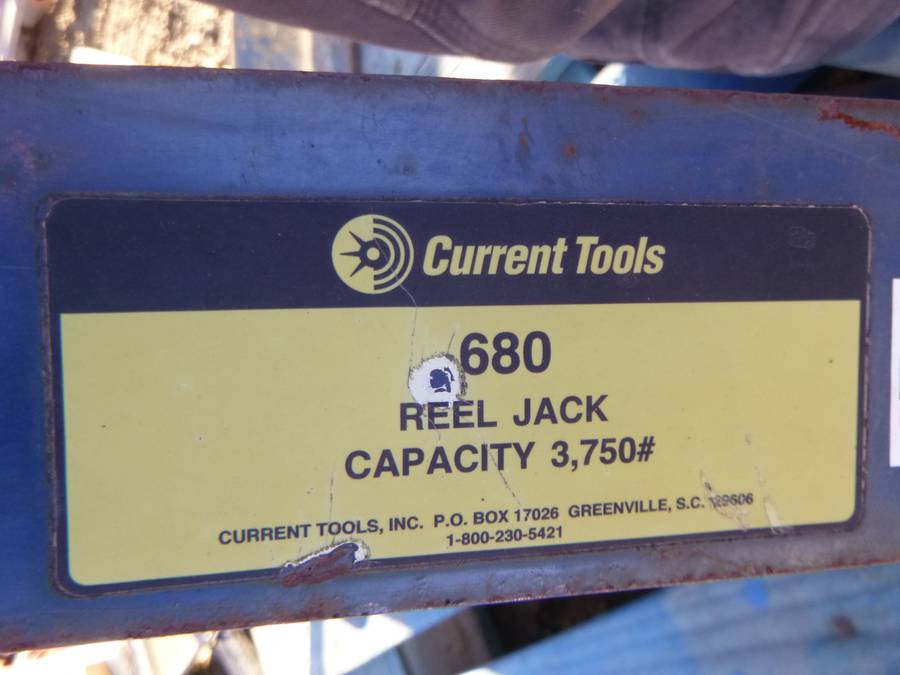 Current Tools
680
REEL JACK
CAPACITY 3,750#
CURRENT TOOLS, INC. P.O. BOX 17026 GREENVILLE, S.C. 29606
1-800-230-5421